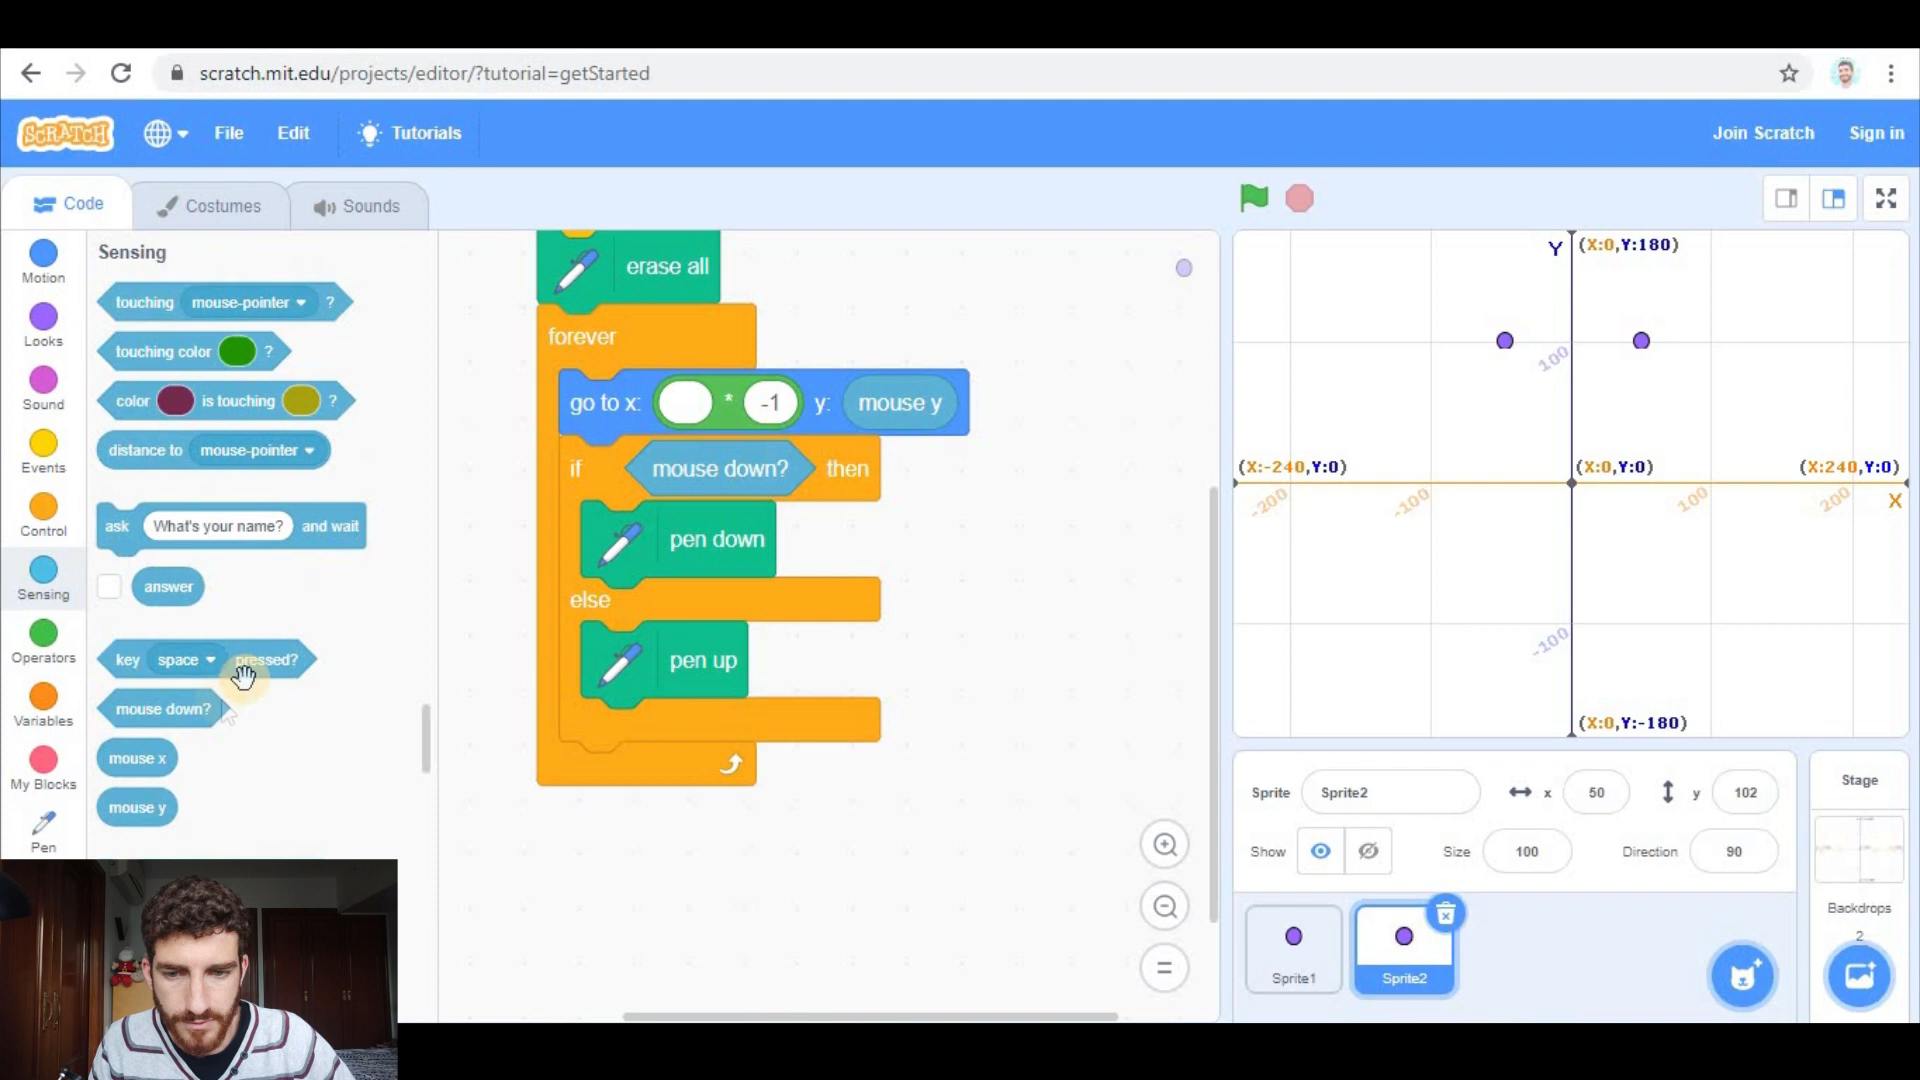 scratch.mit.edu/projects/editor/?tutorial=getStarted
SCRATCH File Edit Tutorials Join Scratch Sign in
Code Costumes Sounds
Motion
Looks
Sound
Events
Control
Sensing
Operators
Variables
My Blocks
Pen
Sensing
touching mouse-pointer ?
touching color ?
color is touching ?
distance to mouse-pointer
ask What's your name? and wait
answer
key space pressed?
mouse down?
mouse x
mouse y
erase all
forever
go to x: * -1 y: mouse y
if mouse down? then
pen down
else
pen up
Y (X:0,Y:180)
100
(X:-240,Y:0) (X:0,Y:0) (X:240,Y:0)
-200 -100 100 200 X
-100
(X:0,Y:-180)
Sprite Sprite2 x 50 y 102
Show Size 100 Direction 90
Sprite1 Sprite2
Stage
Backdrops
2